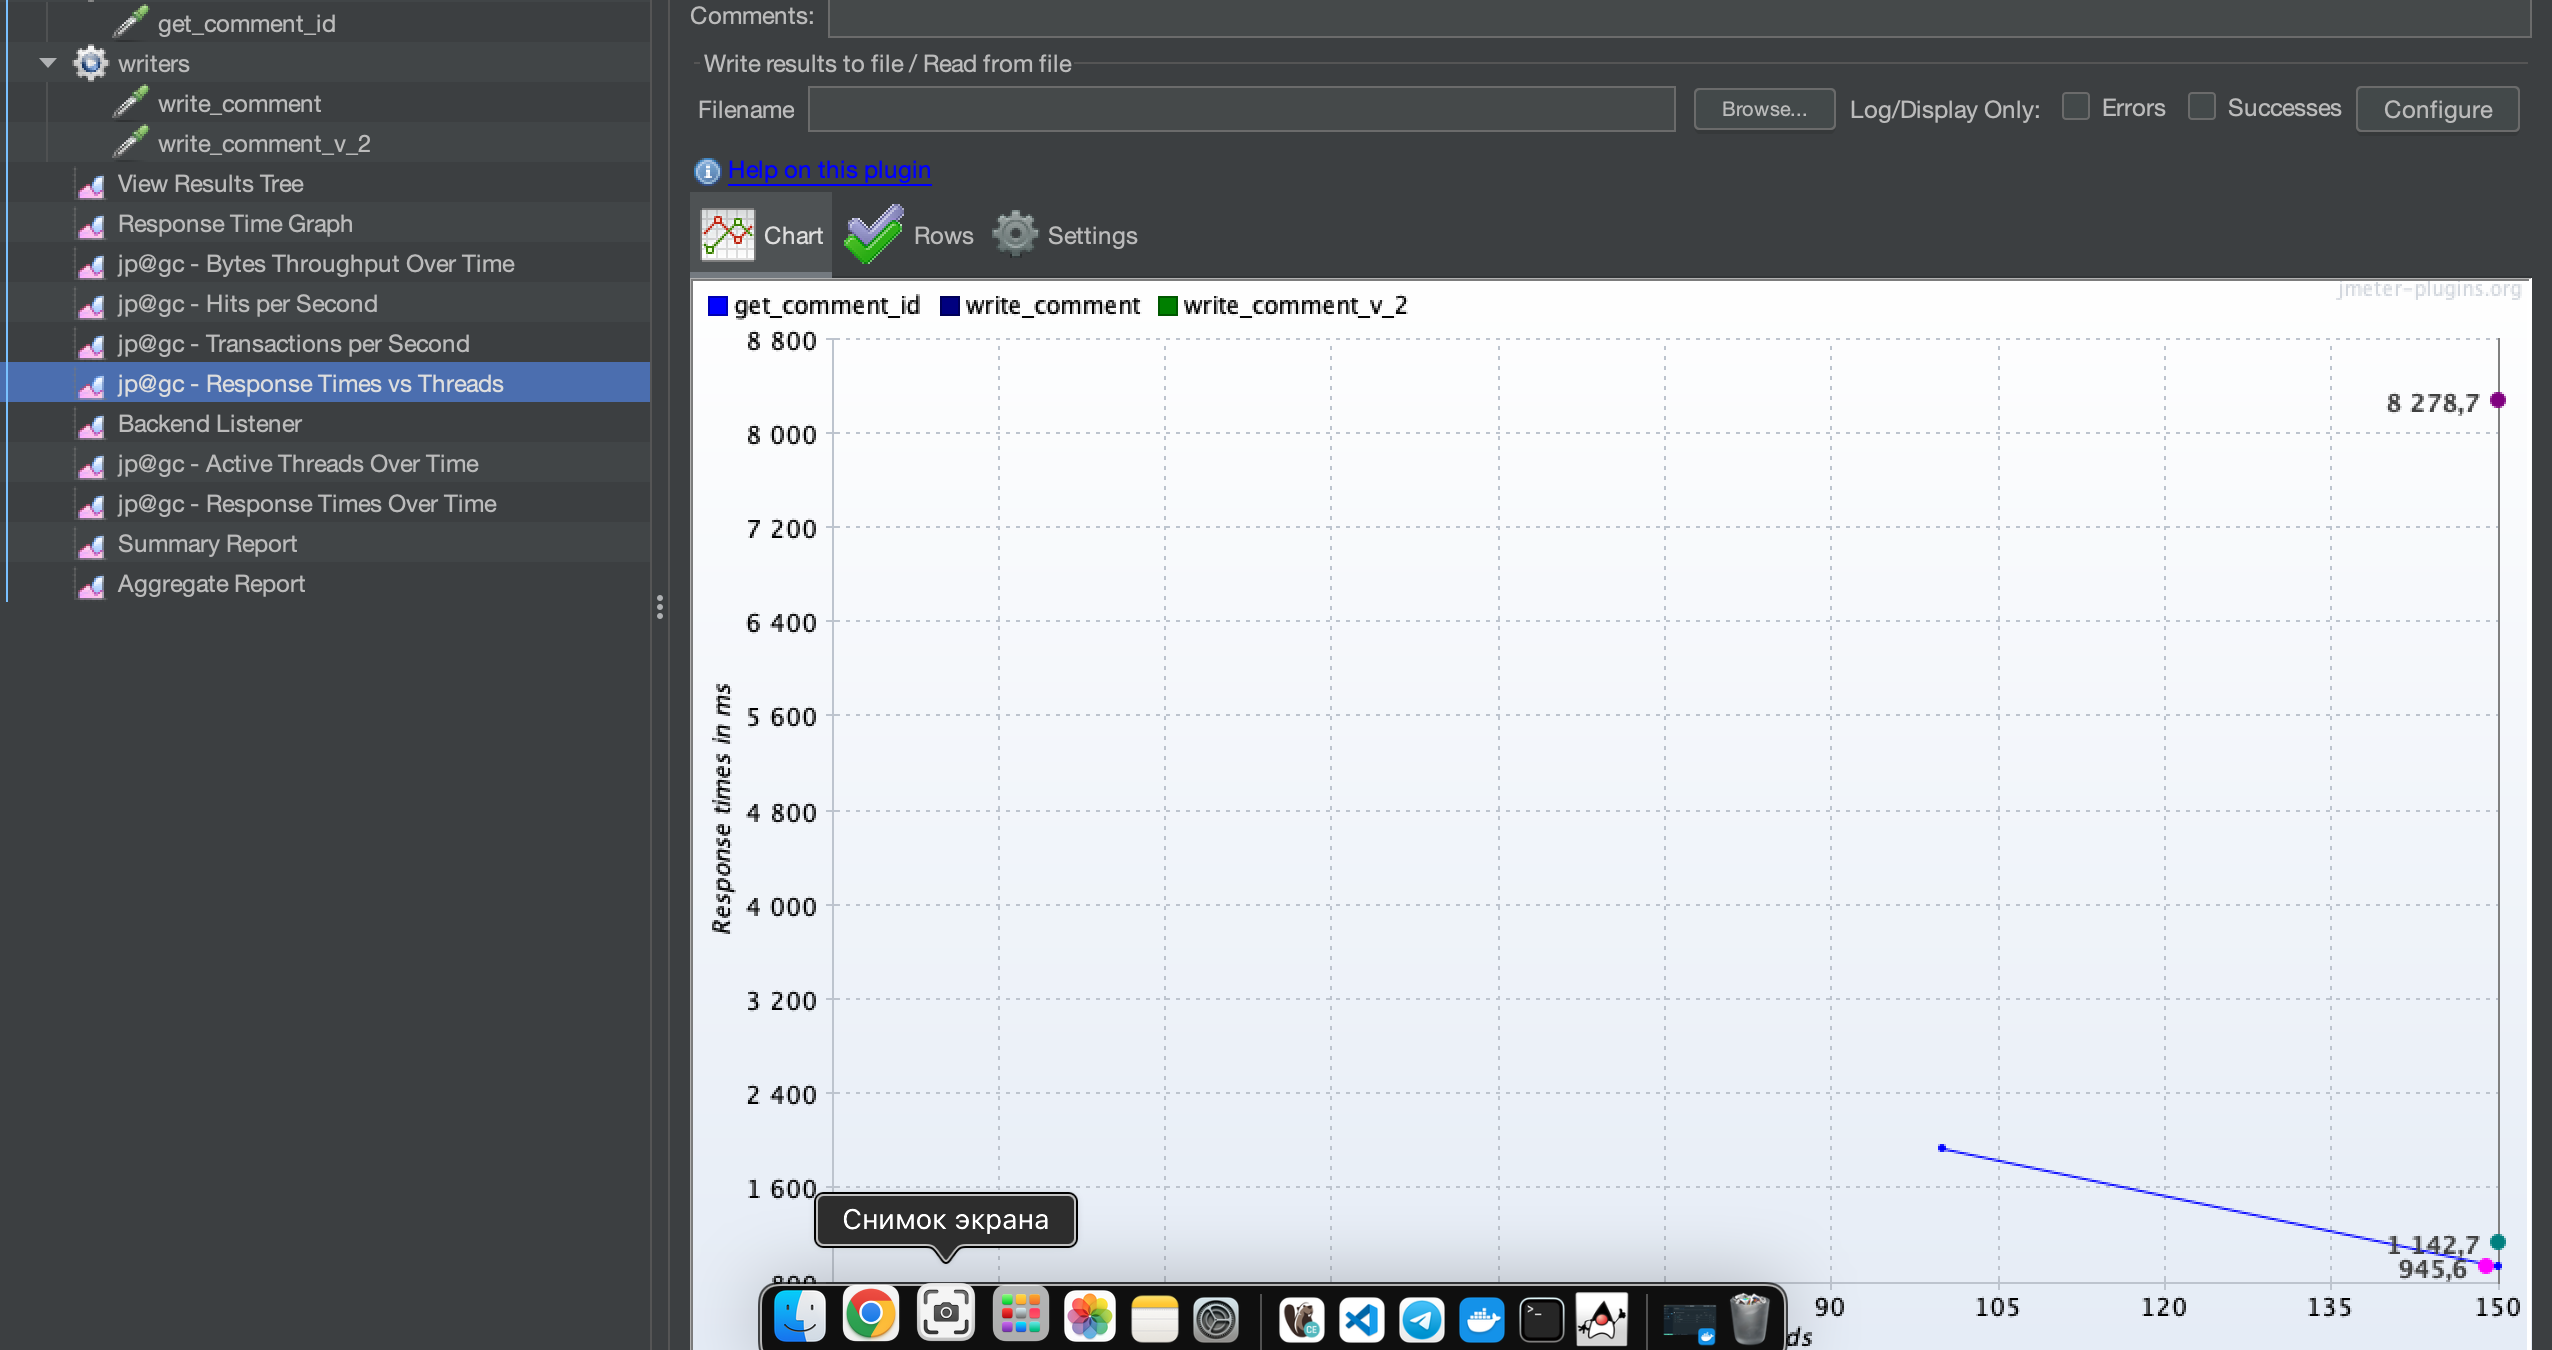 get_comment_id
writers
write_comment
write_comment_v_2
View Results Tree
Response Time Graph
jp@gc - Bytes Throughput Over Time
jp@gc - Hits per Second
jp@gc - Transactions per Second
jp@gc - Response Times vs Threads
Backend Listener
jp@gc - Active Threads Over Time
jp@gc - Response Times Over Time
Summary Report
Aggregate Report
Comments:
Write results to file / Read from file
Filename Browse... Log/Display Only: Errors Successes Configure
Help on this plugin
Chart Rows Settings
jmeter-plugins.org
get_comment_id write_comment write_comment_v_2
8 800
8 278,7
8 000
7 200
6 400
5 600
4 800
4 000
3 200
2 400
1 600
800
Response times in ms
1 142,7
945,6
Снимок экрана
90 105 120 135 150
ds
CE